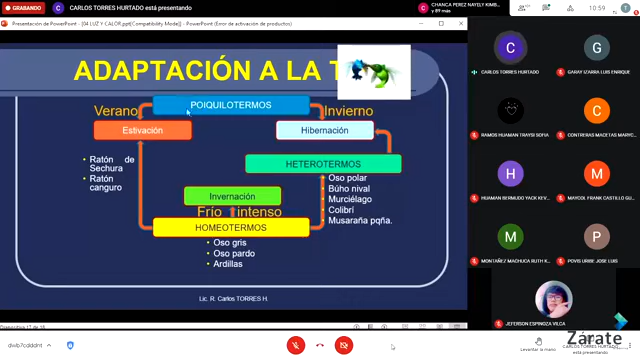 GRABANDO
C
CARLOS TORRES HURTADO está presentando
CHANCA PEREZ NAYELY KIMB...
y 89 más
10:59
Presentación de PowerPoint - [04 LUZ Y CALOR.ppt [Compatibility Mode]] - PowerPoint (Error de activación de productos)
ADAPTACIÓN A LA T
POIQUILOTERMOS
Verano
Invierno
Estivación
Hibernación
HETEROTERMOS
• Ratón de Sechura
• Ratón canguro
• Oso polar
• Búho nival
• Murciélago
• Colibrí
• Musaraña pqña.
Invernación
Frío intenso
HOMEOTERMOS
• Oso gris
• Oso pardo
• Ardillas
Lic. R. Carlos TORRES H.
C
CARLOS TORRES HURTADO
G
GARAY IZARRA LUIS ENRIQUE
RAMOS HUAMAN TRAYSI SOFIA
C
CONTRERAS MACETAS MARY
H
HUAMAN BERMUDO YACK KEV
M
MAYCOL FRANK CASTILLO GU
M
MONTAÑEZ MACHUCA RUTH K
P
POVIS URIBE JOSE LUIS
JEFERSON ESPINOZA VILCA
Zárate
Levantar la mano
CARLOS TORRES HURTADO
está presentando